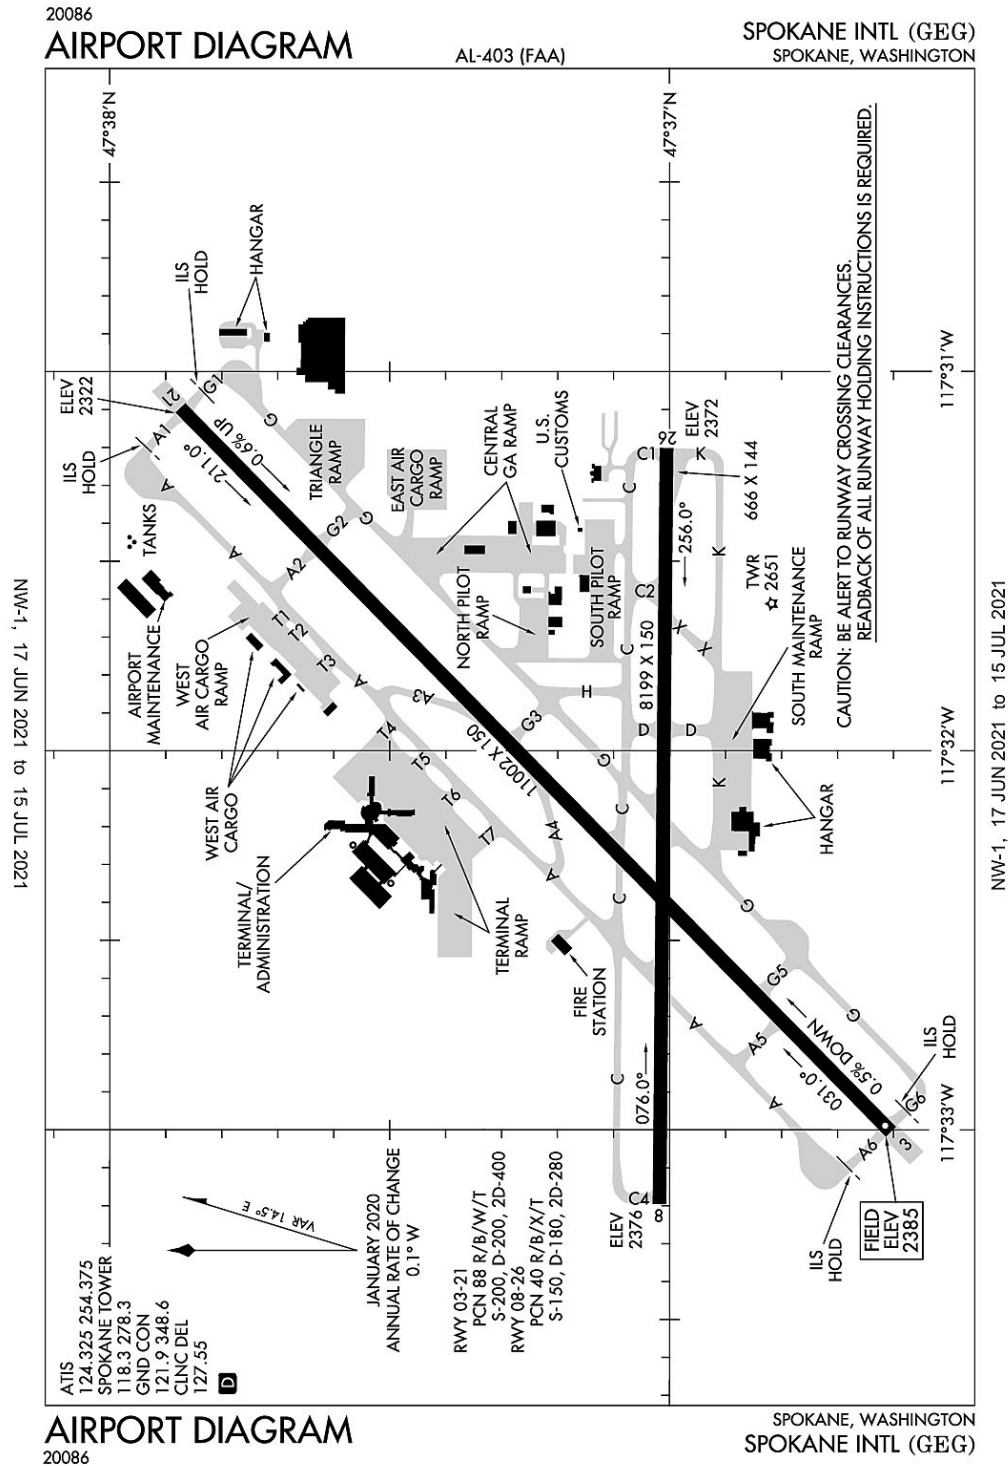 20086
AIRPORT DIAGRAM
AL-403 (FAA)
SPOKANE INTL (GEG)
SPOKANE, WASHINGTON
47°38'N
47°37'N
ILS
HOLD
HANGAR
ELEV
2322
21
G1
ILS
HOLD
A1
211.0°
0.6% UP
G
A
TRIANGLE
RAMP
EAST AIR
CARGO
RAMP
CENTRAL
GA RAMP
U.S.
CUSTOMS
C1
26
ELEV
2372
K
666 X 144
117°31'W
CAUTION: BE ALERT TO RUNWAY CROSSING CLEARANCES.
READBACK OF ALL RUNWAY HOLDING INSTRUCTIONS IS REQUIRED.
TANKS
A
A2
G2
G
C
256.0°
K
AIRPORT
MAINTENANCE
WEST
AIR CARGO
RAMP
T1
T2
T3
A
A3
NORTH PILOT
RAMP
SOUTH PILOT
RAMP
C2
C
8199 X 150
X
X
TWR
2651
SOUTH MAINTENANCE
RAMP
H
D
D
G3
G
11002 X 150
T4
T5
T6
T7
117°32'W
WEST AIR
CARGO
TERMINAL/
ADMINISTRATION
TERMINAL
RAMP
A4
A
C
K
HANGAR
FIRE
STATION
C
G
A
G5
A5
G
A
031.0°
0.5% DOWN
ILS
HOLD
G6
117°33'W
A6
3
ILS
HOLD
FIELD
ELEV
2385
C
076.0°
C4
8
ELEV
2376
VAR 14.5° E
JANUARY 2020
ANNUAL RATE OF CHANGE
0.1° W
RWY 03-21
PCN 88 R/B/W/T
S-200, D-200, 2D-400
RWY 08-26
PCN 40 R/B/X/T
S-150, D-180, 2D-280
ATIS
124.325 254.375
SPOKANE TOWER
118.3 278.3
GND CON
121.9 348.6
CLNC DEL
127.55
D
NW-1, 17 JUN 2021 to 15 JUL 2021
NW-1, 17 JUN 2021 to 15 JUL 2021
AIRPORT DIAGRAM
20086
SPOKANE, WASHINGTON
SPOKANE INTL (GEG)